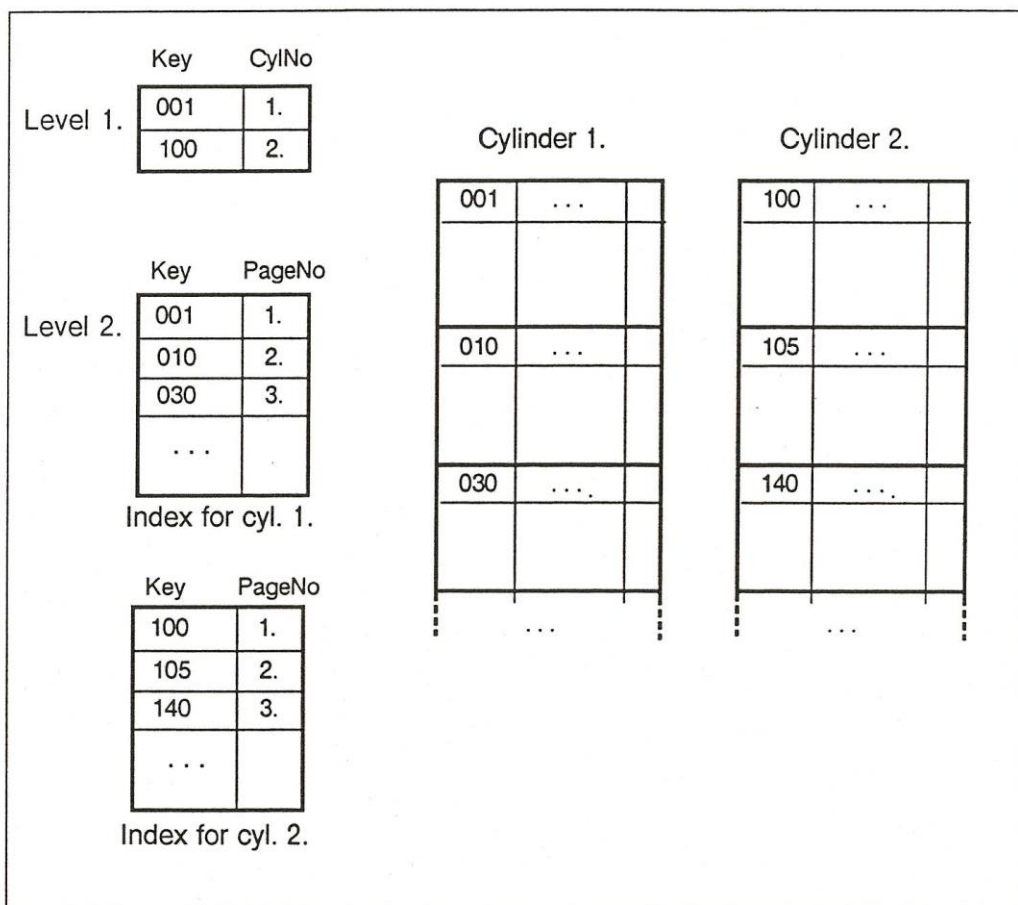 Key CylNo
Level 1.
001 1.
100 2.
Key PageNo
Level 2.
001 1.
010 2.
030 3.
...
Index for cyl. 1.
Key PageNo
100 1.
105 2.
140 3.
...
Index for cyl. 2.
Cylinder 1.
001 ...
010 ...
030 ....
...
Cylinder 2.
100 ...
105 ...
140 ....
...